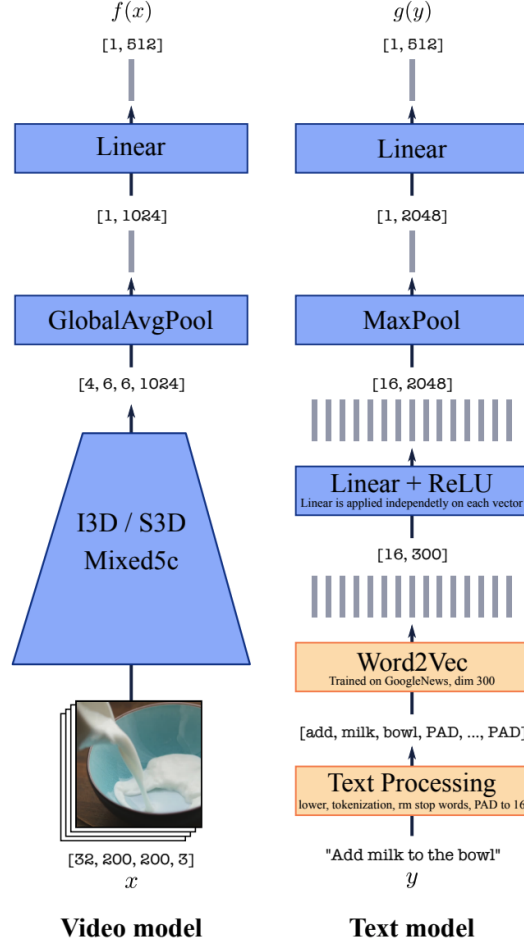 f(x)
[1, 512]
Linear
[1, 1024]
GlobalAvgPool
[4, 6, 6, 1024]
I3D / S3D
Mixed5c
[32, 200, 200, 3]
x
Video model
g(y)
[1, 512]
Linear
[1, 2048]
MaxPool
[16, 2048]
Linear + ReLU
Linear is applied indepedetly on each vector
[16, 300]
Word2Vec
Trained on GoogleNews, dim 300
[add, milk, bowl, PAD, ..., PAD]
Text Processing
lower, tokenization, rm stop words, PAD to 16
"Add milk to the bowl"
y
Text model